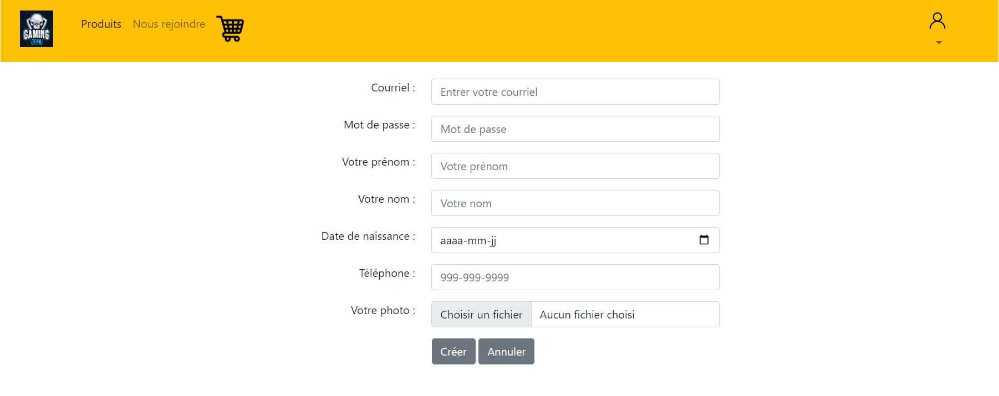 GAMING
TEAM
Produits Nous rejoindre
Courriel : Entrer votre courriel
Mot de passe : Mot de passe
Votre prénom : Votre prénom
Votre nom : Votre nom
Date de naissance : aaaa-mm-jj
Téléphone : 999-999-9999
Votre photo : Choisir un fichier Aucun fichier choisi
Créer Annuler